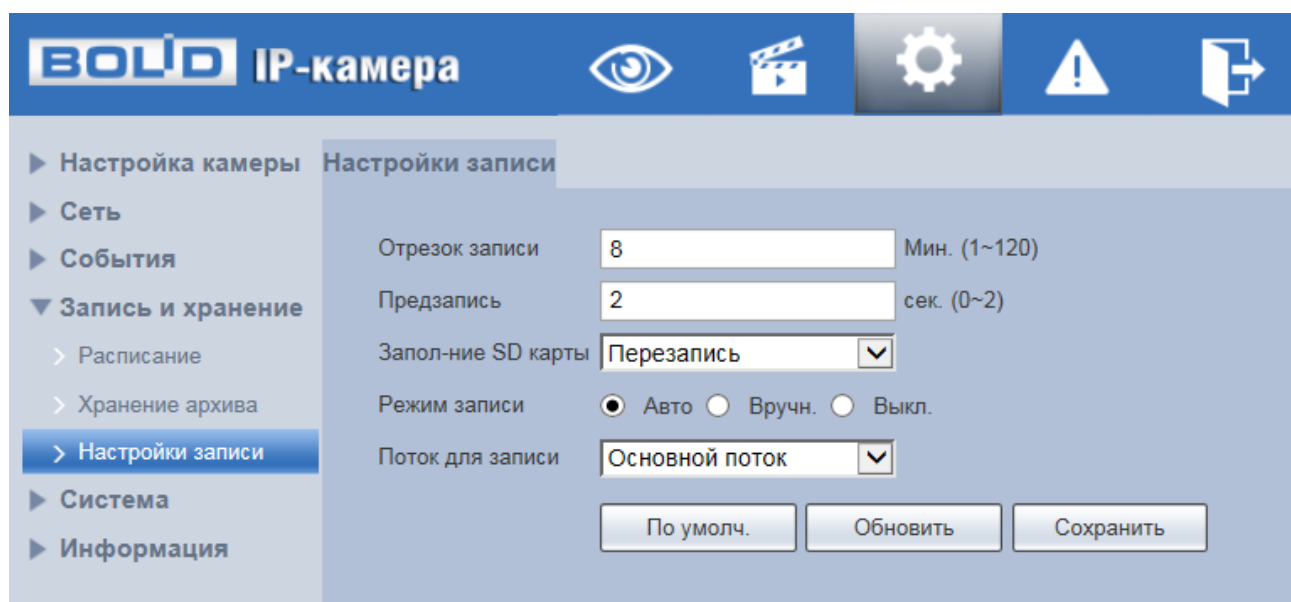 BOLID IP-камера
Настройка камеры
Сеть
События
Запись и хранение
Расписание
Хранение архива
Настройки записи
Система
Информация
Настройки записи
Отрезок записи 8 Мин. (1~120)
Предзапись 2 сек. (0~2)
Запол-ние SD карты Перезапись
Режим записи Авто Вручн. Выкл.
Поток для записи Основной поток
По умолч. Обновить Сохранить